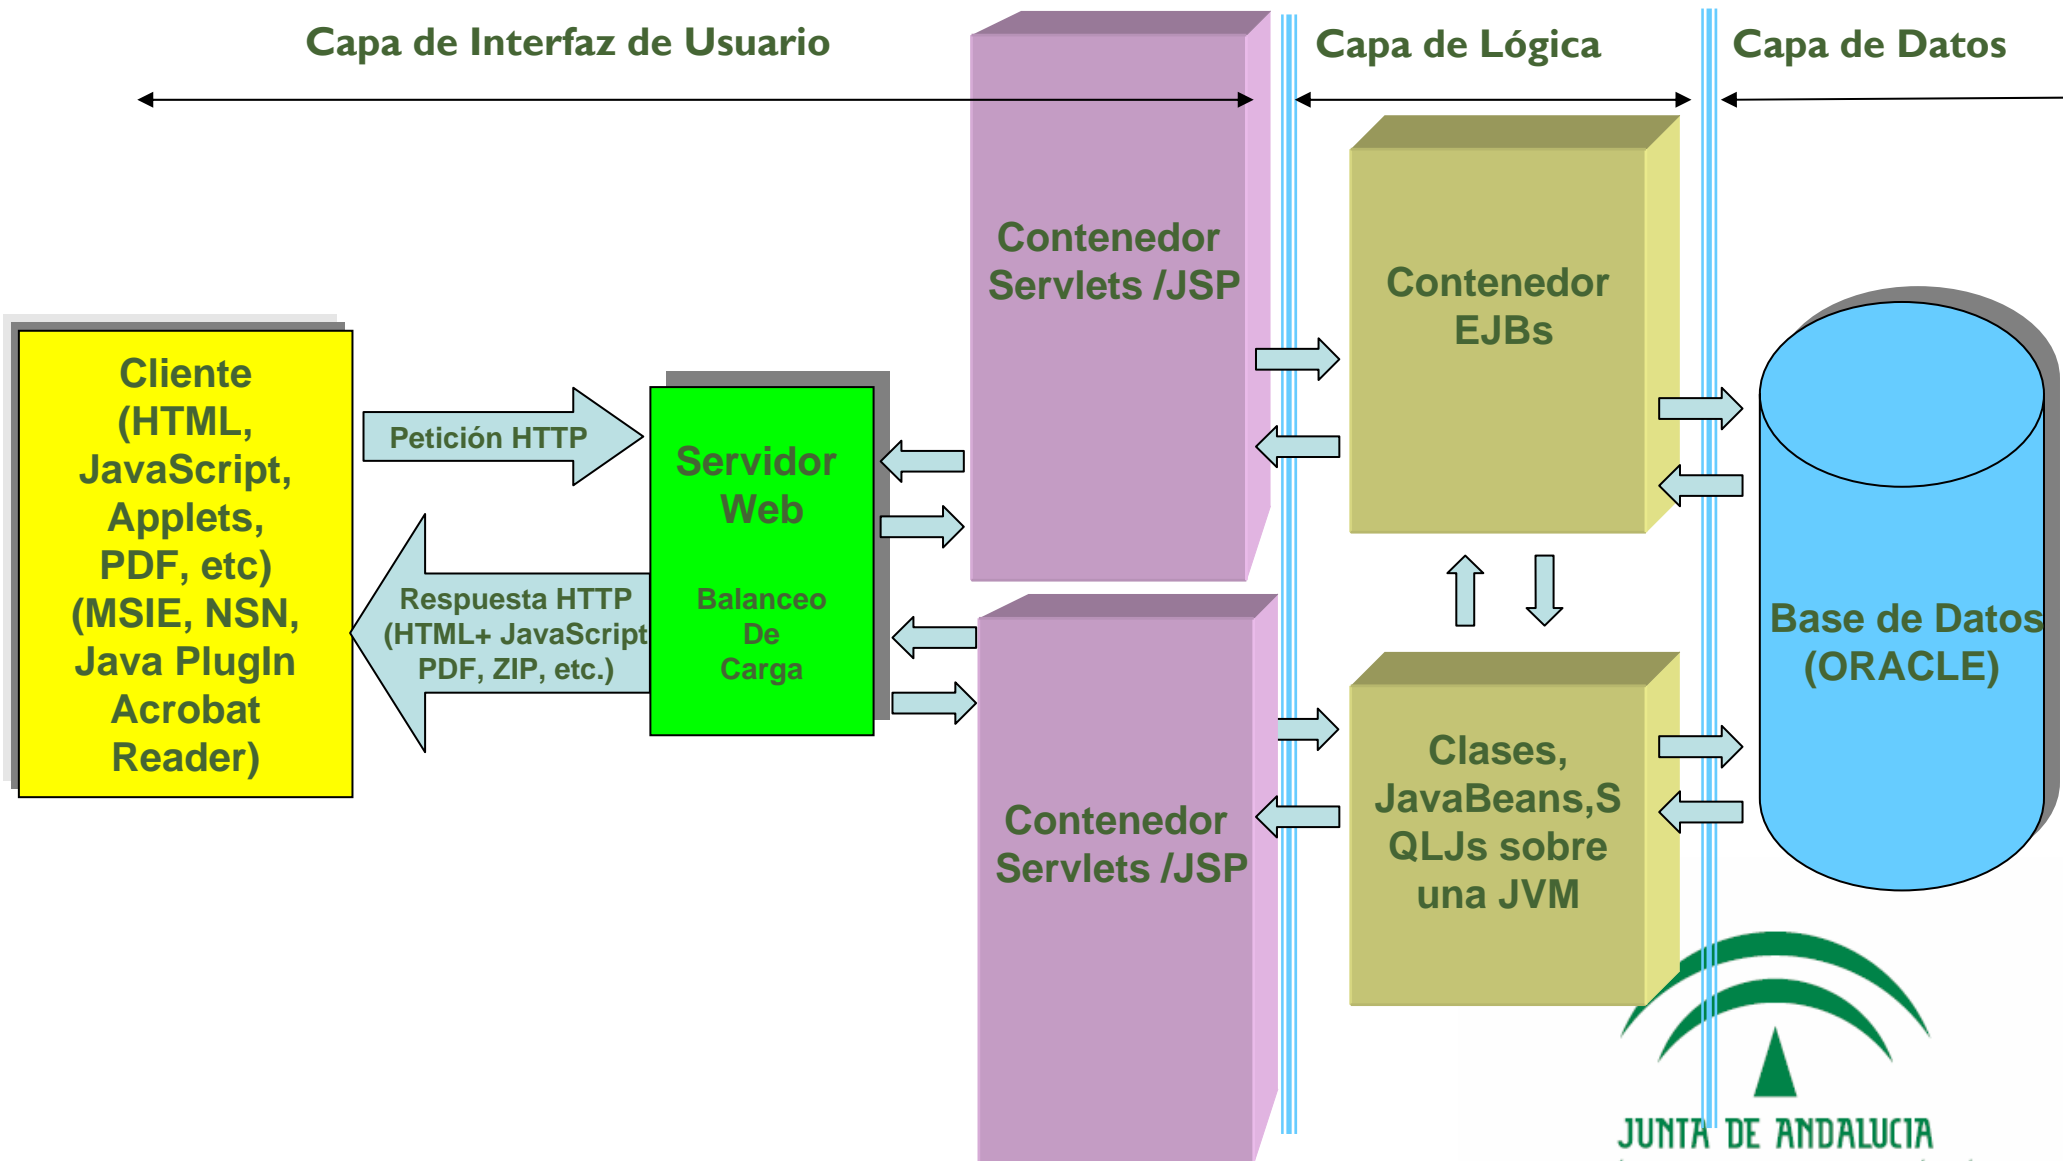 Capa de Interfaz de Usuario
Capa de Lógica
Capa de Datos
Cliente
(HTML,
JavaScript,
Applets,
PDF, etc)
(MSIE, NSN,
Java PlugIn
Acrobat
Reader)
Petición HTTP
Respuesta HTTP
(HTML+ JavaScript
PDF, ZIP, etc.)
Servidor
Web
Balanceo
De
Carga
Contenedor
Servlets /JSP
Contenedor
Servlets /JSP
Contenedor
EJBs
Clases,
JavaBeans,S
QLJs sobre
una JVM
Base de Datos
(ORACLE)
JUNTA DE ANDALUCIA